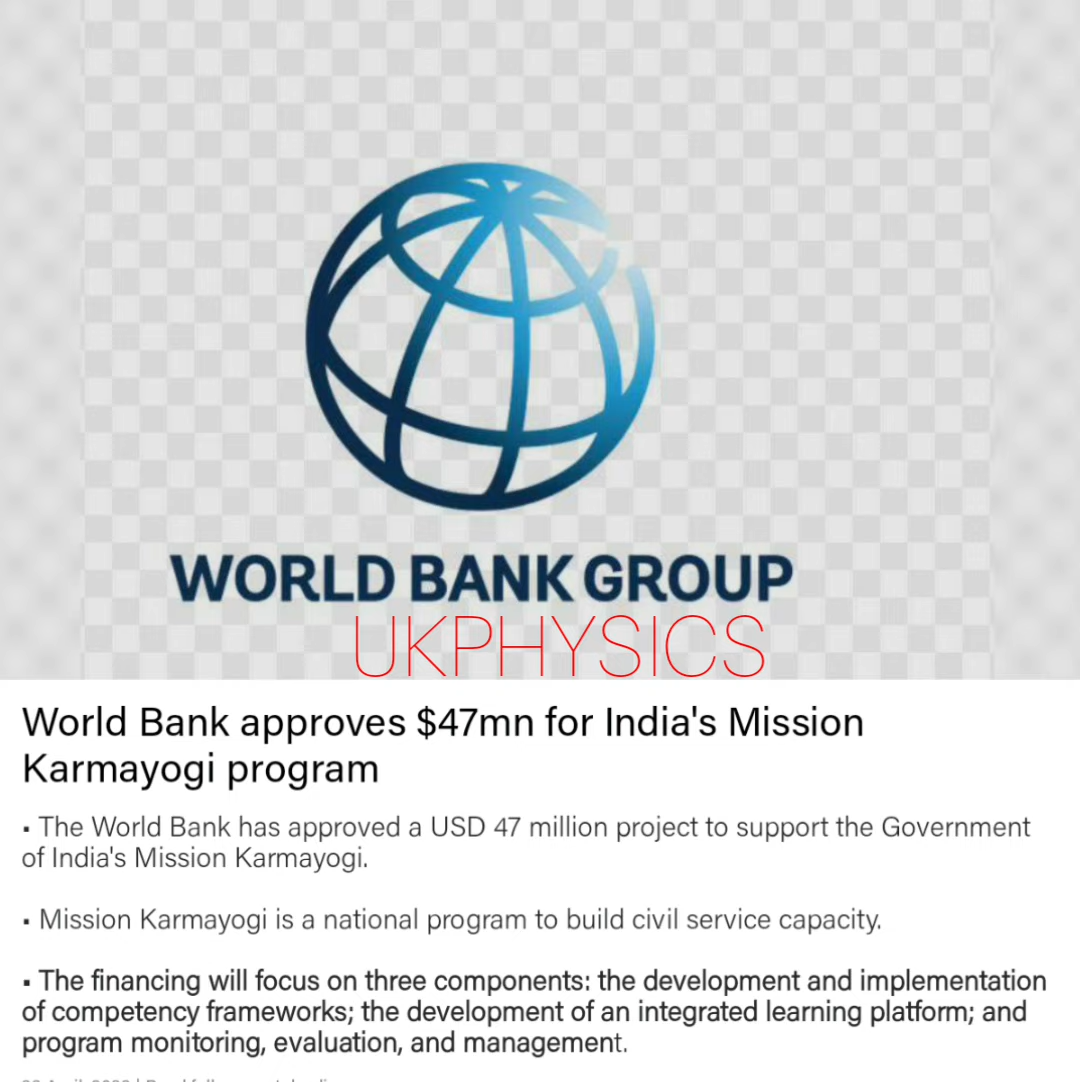 WORLD BANK GROUP
UKPHYSICS
World Bank approves $47mn for India's Mission
Karmayogi program
▪ The World Bank has approved a USD 47 million project to support the Government
of India's Mission Karmayogi.
▪ Mission Karmayogi is a national program to build civil service capacity.
▪ The financing will focus on three components: the development and implementation
of competency frameworks; the development of an integrated learning platform; and
program monitoring, evaluation, and management.